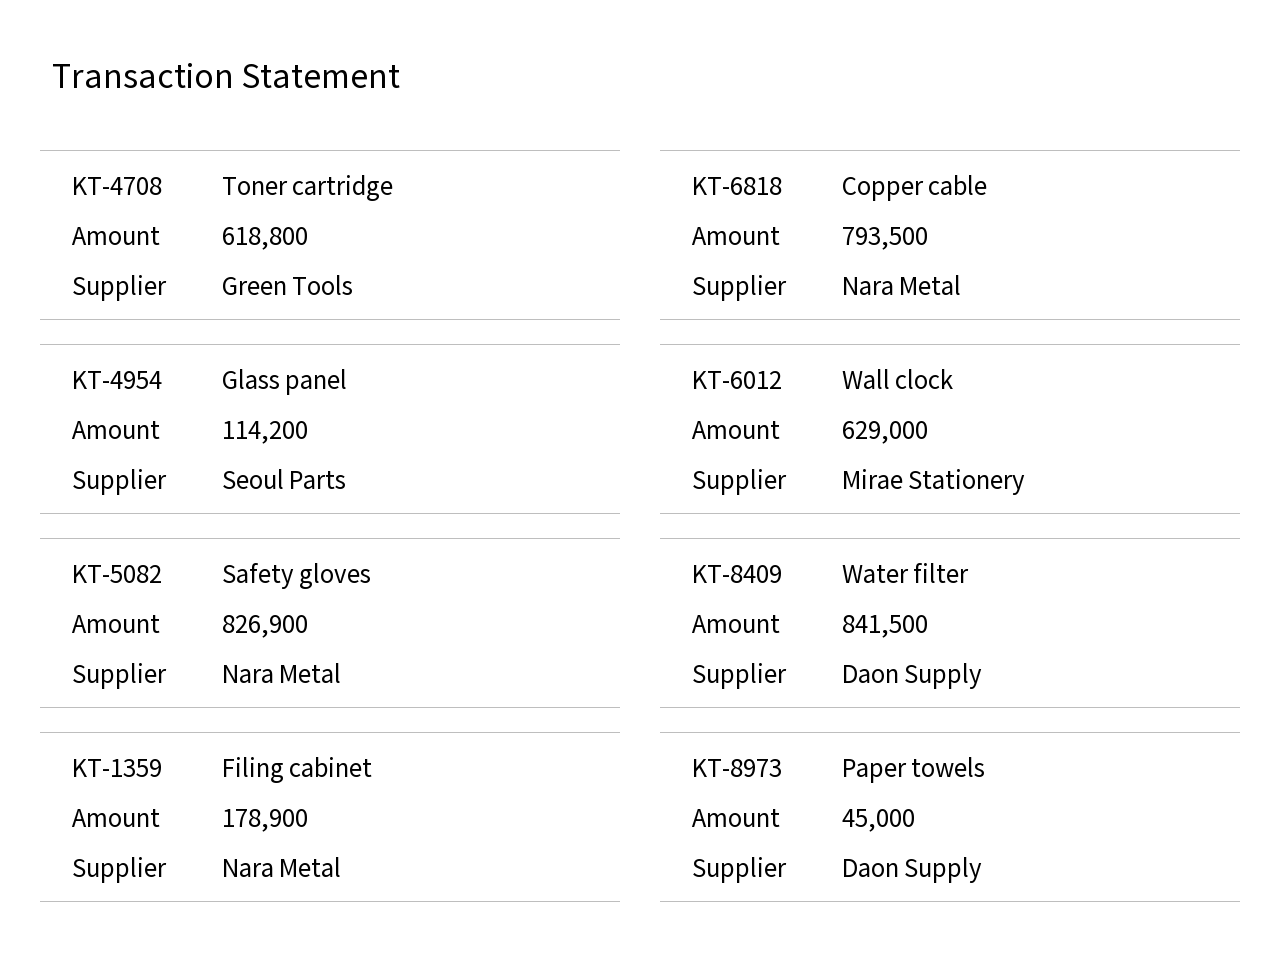 Transaction Statement
KT-4708 Toner cartridge
Amount 618,800
Supplier Green Tools
KT-6818 Copper cable
Amount 793,500
Supplier Nara Metal
KT-4954 Glass panel
Amount 114,200
Supplier Seoul Parts
KT-6012 Wall clock
Amount 629,000
Supplier Mirae Stationery
KT-5082 Safety gloves
Amount 826,900
Supplier Nara Metal
KT-8409 Water filter
Amount 841,500
Supplier Daon Supply
KT-1359 Filing cabinet
Amount 178,900
Supplier Nara Metal
KT-8973 Paper towels
Amount 45,000
Supplier Daon Supply